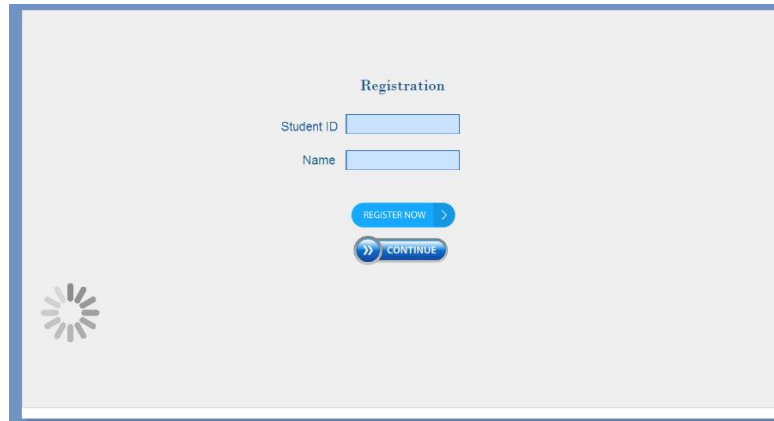 Registration
Student ID
Name
REGISTER NOW
CONTINUE